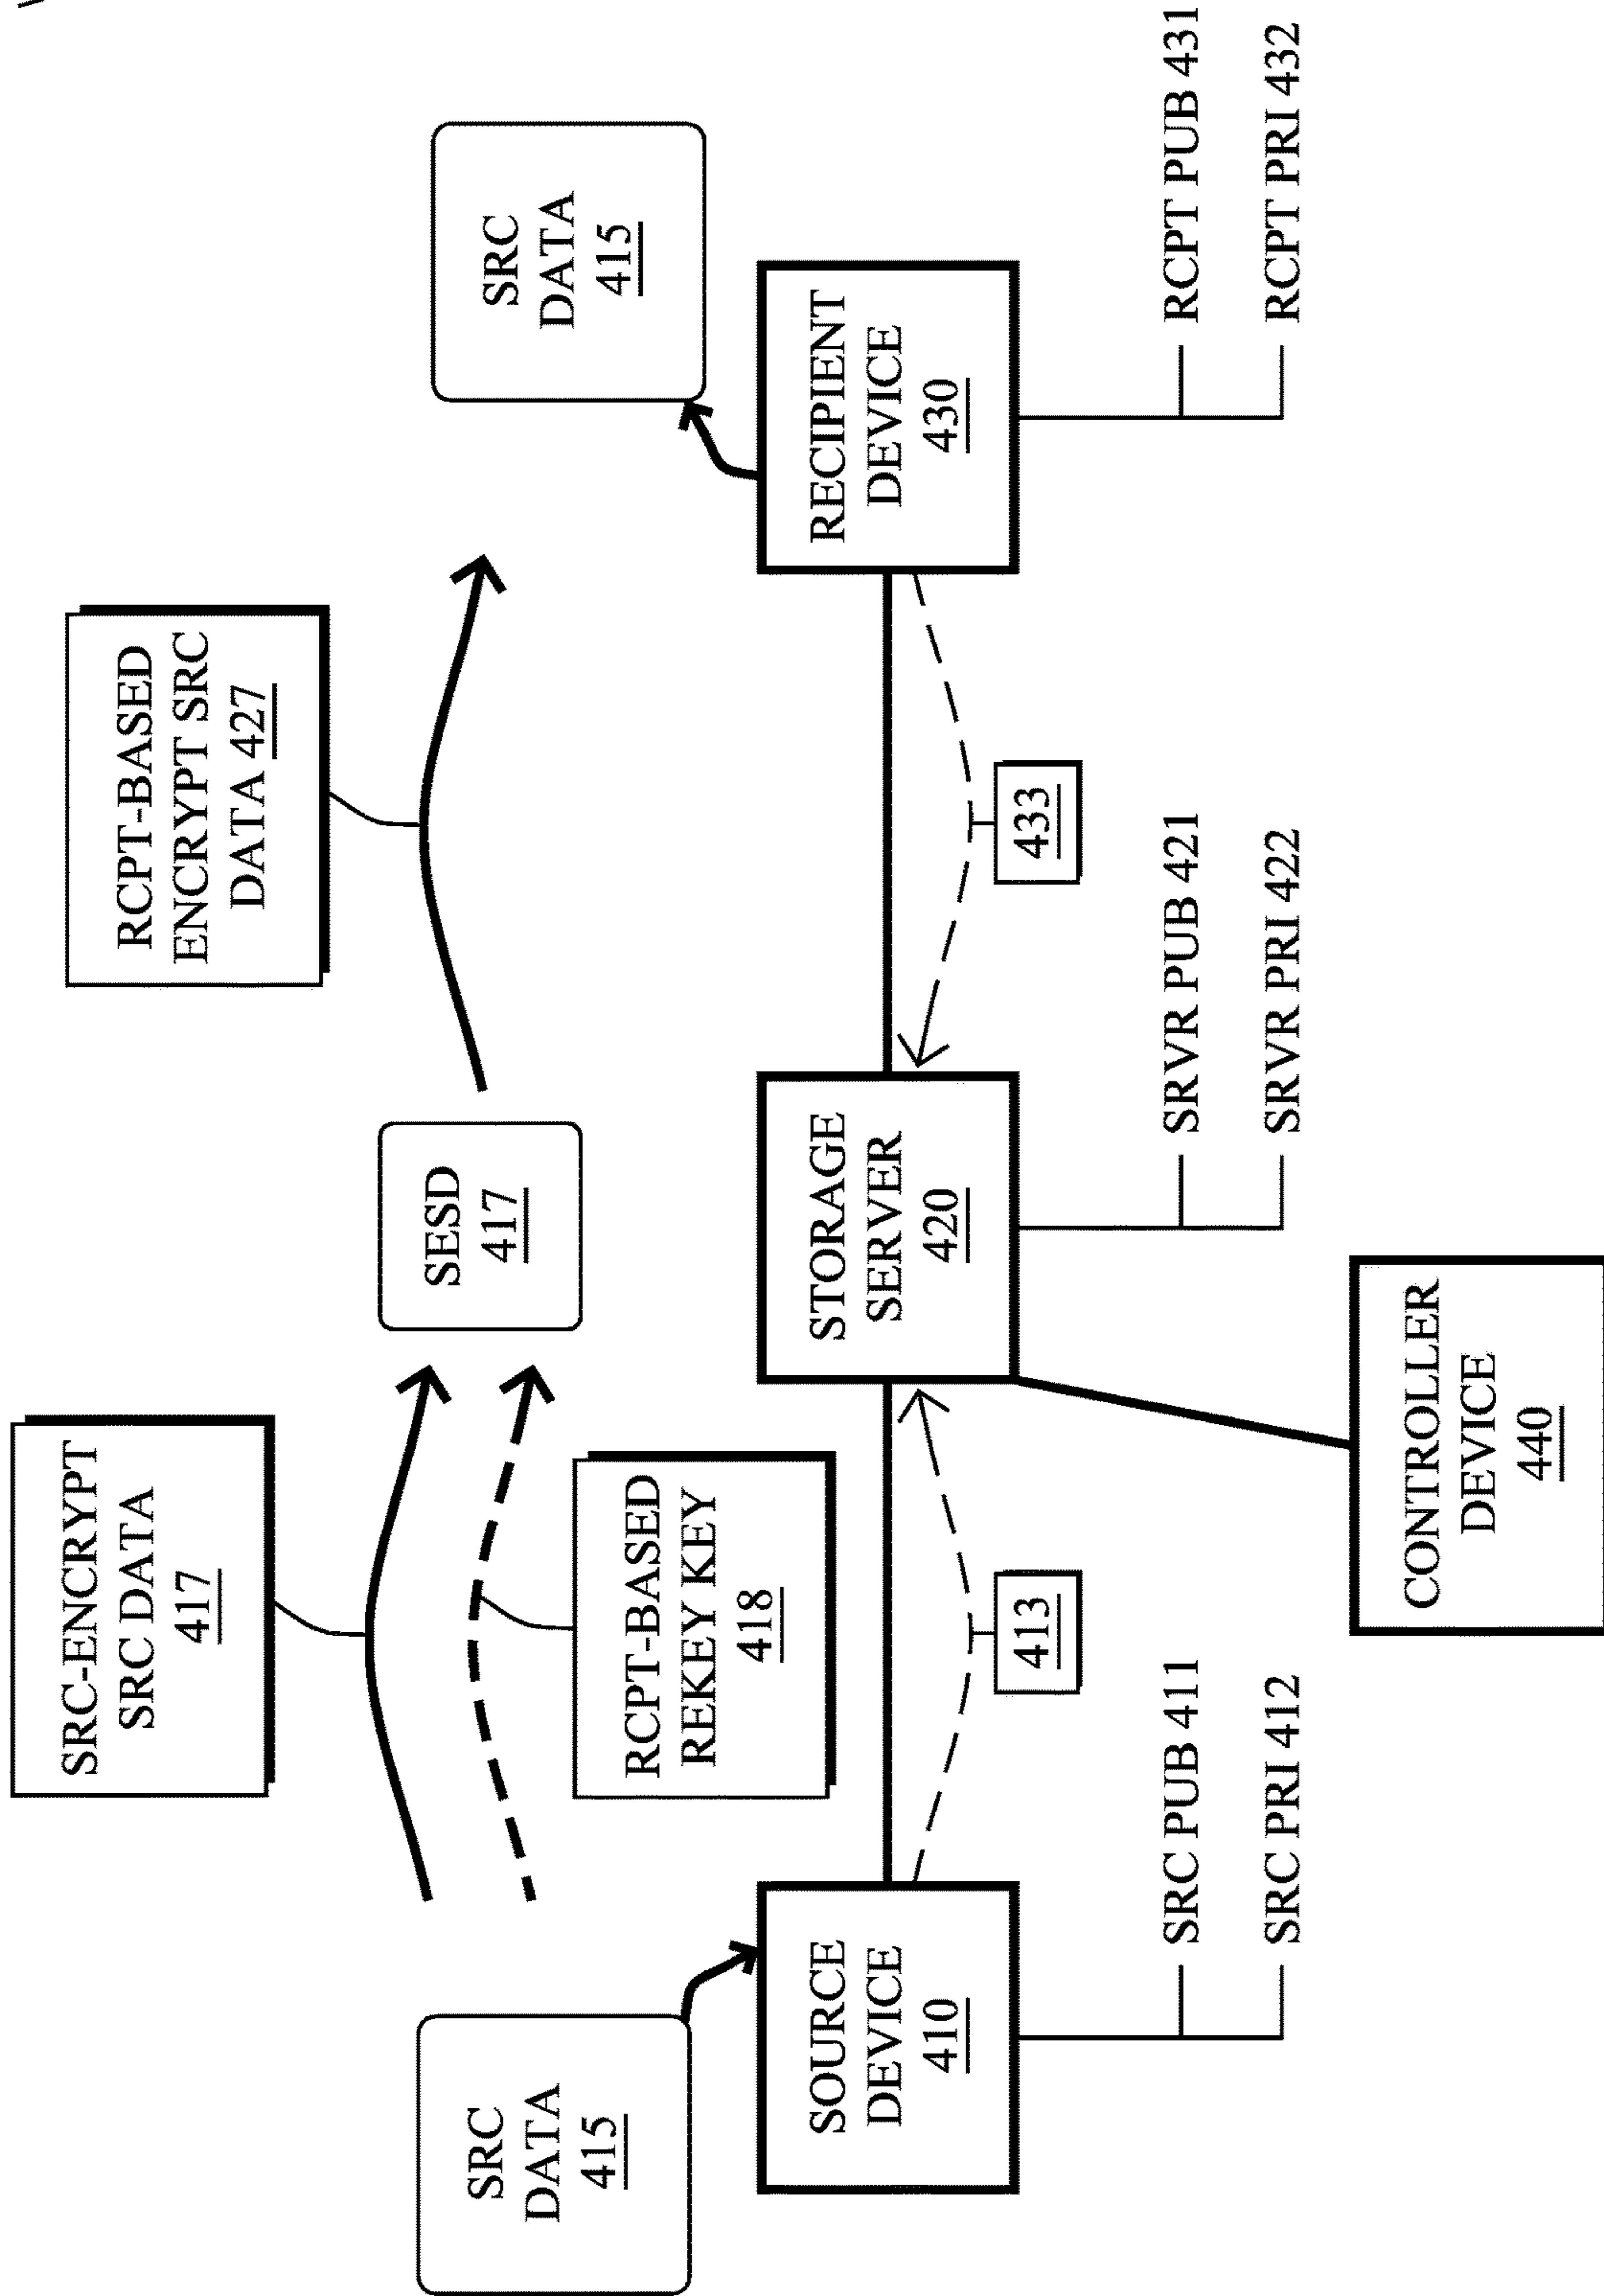 SRC-ENCRYPT
SRC DATA
417
RCPT-BASED
ENCRYPT SRC
DATA 427
SRC
DATA
415
SESD
417
SRC
DATA
415
RCPT-BASED
REKEY KEY
418
SOURCE
DEVICE
410
STORAGE
SERVER
420
RECIPIENT
DEVICE
430
413
433
SRC PUB 411
SRC PRI 412
SRVR PUB 421
SRVR PRI 422
RCPT PUB 431
RCPT PRI 432
CONTROLLER
DEVICE
440